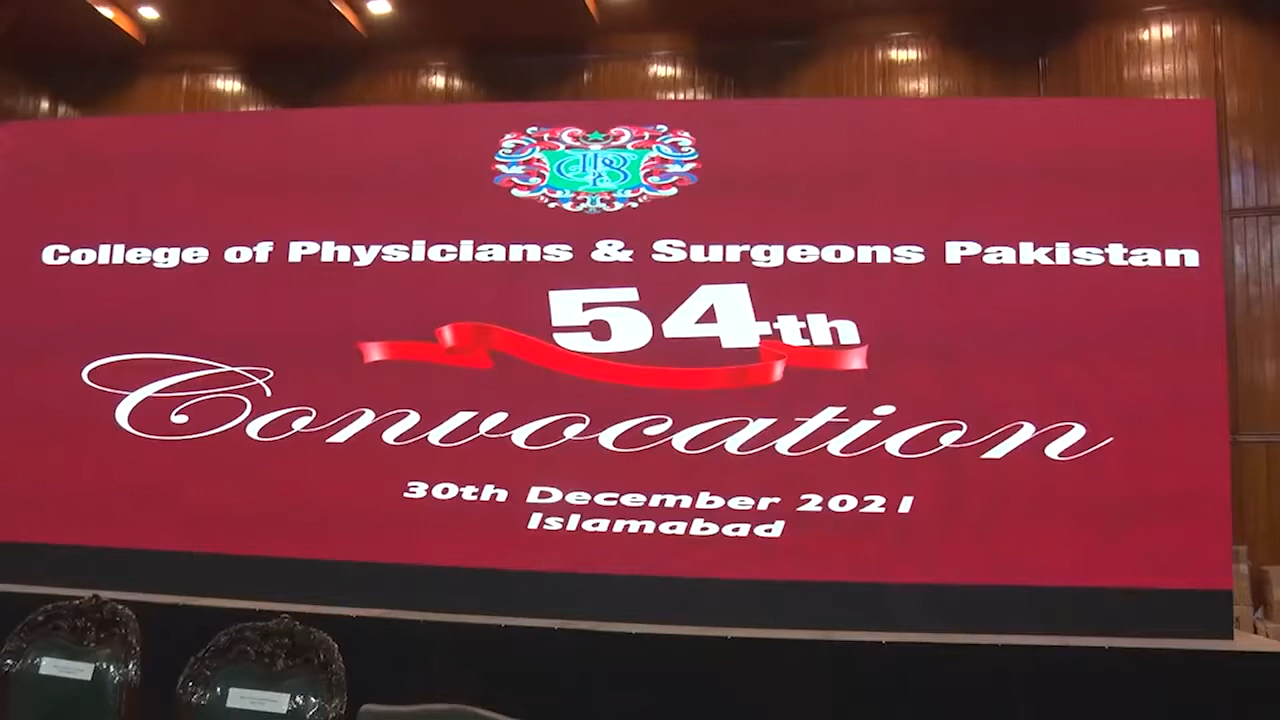 College of Physicians & Surgeons Pakistan
54th
Convocation
30th December 2021
Islamabad